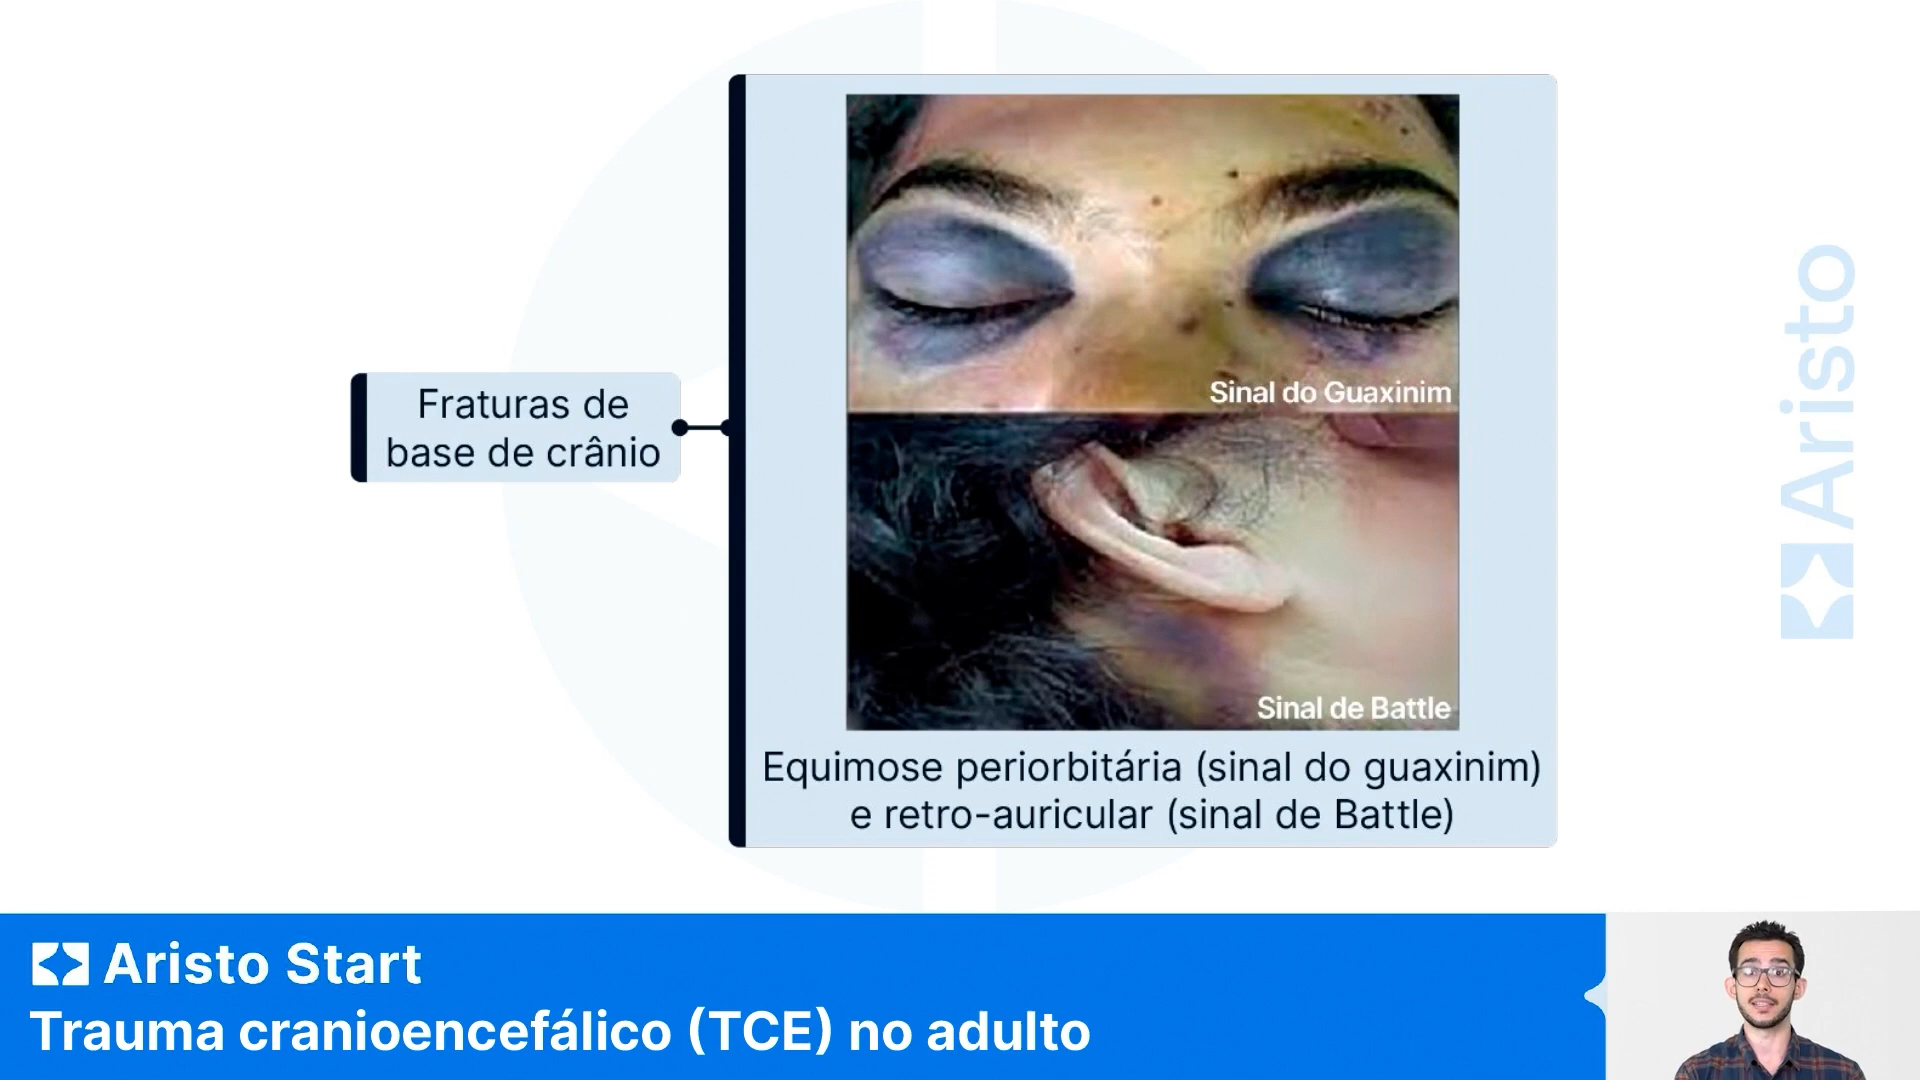 Fraturas de
base de crânio
Sinal do Guaxinim
Sinal de Battle
Equimose periorbitária (sinal do guaxinim)
e retro-auricular (sinal de Battle)
Aristo
Aristo Start
Trauma cranioencefálico (TCE) no adulto